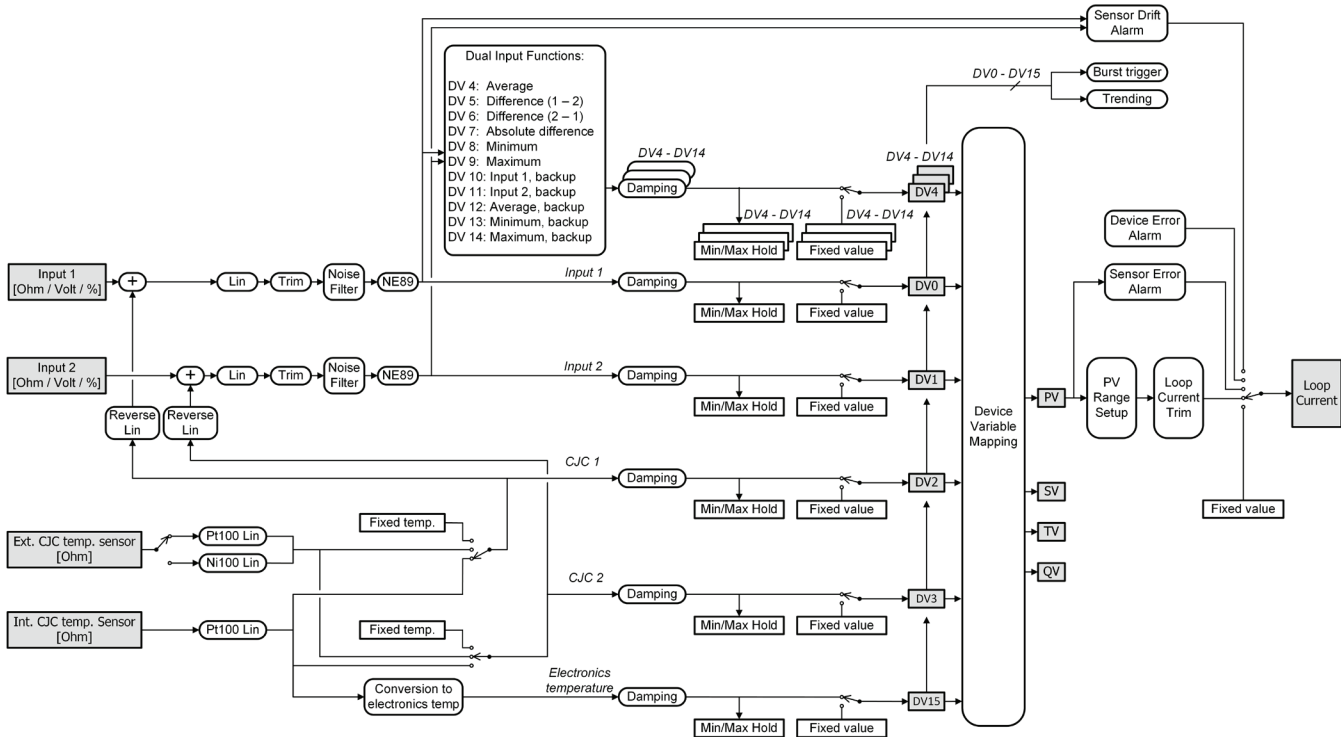 Sensor Drift
Alarm
Dual Input Functions:
DV 4: Average
DV 5: Difference (1 – 2)
DV 6: Difference (2 – 1)
DV 7: Absolute difference
DV 8: Minimum
DV 9: Maximum
DV 10: Input 1, backup
DV 11: Input 2, backup
DV 12: Average, backup
DV 13: Minimum, backup
DV 14: Maximum, backup
DV0 - DV15
Burst trigger
Trending
DV4 - DV14
Damping
DV4 - DV14
DV4
DV4 - DV14
Min/Max Hold
DV4 - DV14
Fixed value
Device Error
Alarm
Sensor Error
Alarm
Input 1
[Ohm / Volt / %]
+
Lin
Trim
Noise
Filter
NE89
Input 1
Damping
Min/Max Hold
Fixed value
DV0
Input 2
[Ohm / Volt / %]
+
Lin
Trim
Noise
Filter
NE89
Input 2
Damping
Min/Max Hold
Fixed value
DV1
Reverse
Lin
Reverse
Lin
Device
Variable
Mapping
PV
PV
Range
Setup
Loop
Current
Trim
Loop
Current
Fixed value
SV
TV
QV
CJC 1
Damping
Min/Max Hold
Fixed value
DV2
Ext. CJC temp. sensor
[Ohm]
Pt100 Lin
Ni100 Lin
Fixed temp.
CJC 2
Damping
Min/Max Hold
Fixed value
DV3
Int. CJC temp. Sensor
[Ohm]
Pt100 Lin
Fixed temp.
Conversion to
electronics temp
Electronics
temperature
Damping
Min/Max Hold
Fixed value
DV15